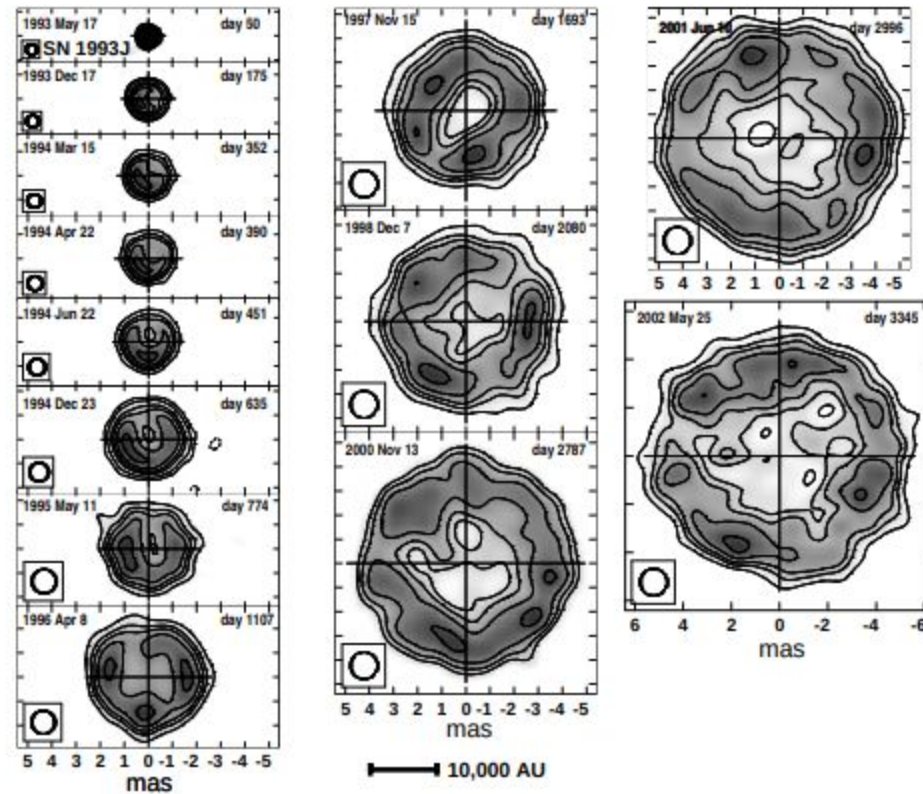 1993 May 17 day 50
SN 1993J
1993 Dec 17 day 175
1994 Mar 15 day 352
1994 Apr 22 day 390
1994 Jun 22 day 451
1994 Dec 23 day 635
1995 May 11 day 774
1996 Apr 8 day 1107
5 4 3 2 1 0 -1 -2 -3 -4 -5
mas
1997 Nov 15 day 1693
1998 Dec 7 day 2080
2000 Nov 13 day 2787
5 4 3 2 1 0 -1 -2 -3 -4 -5
mas
10,000 AU
2001 Jun 10 day 2996
5 4 3 2 1 0 -1 -2 -3 -4 -5
2002 May 25 day 3345
6 4 2 0 -2 -4 -6
mas